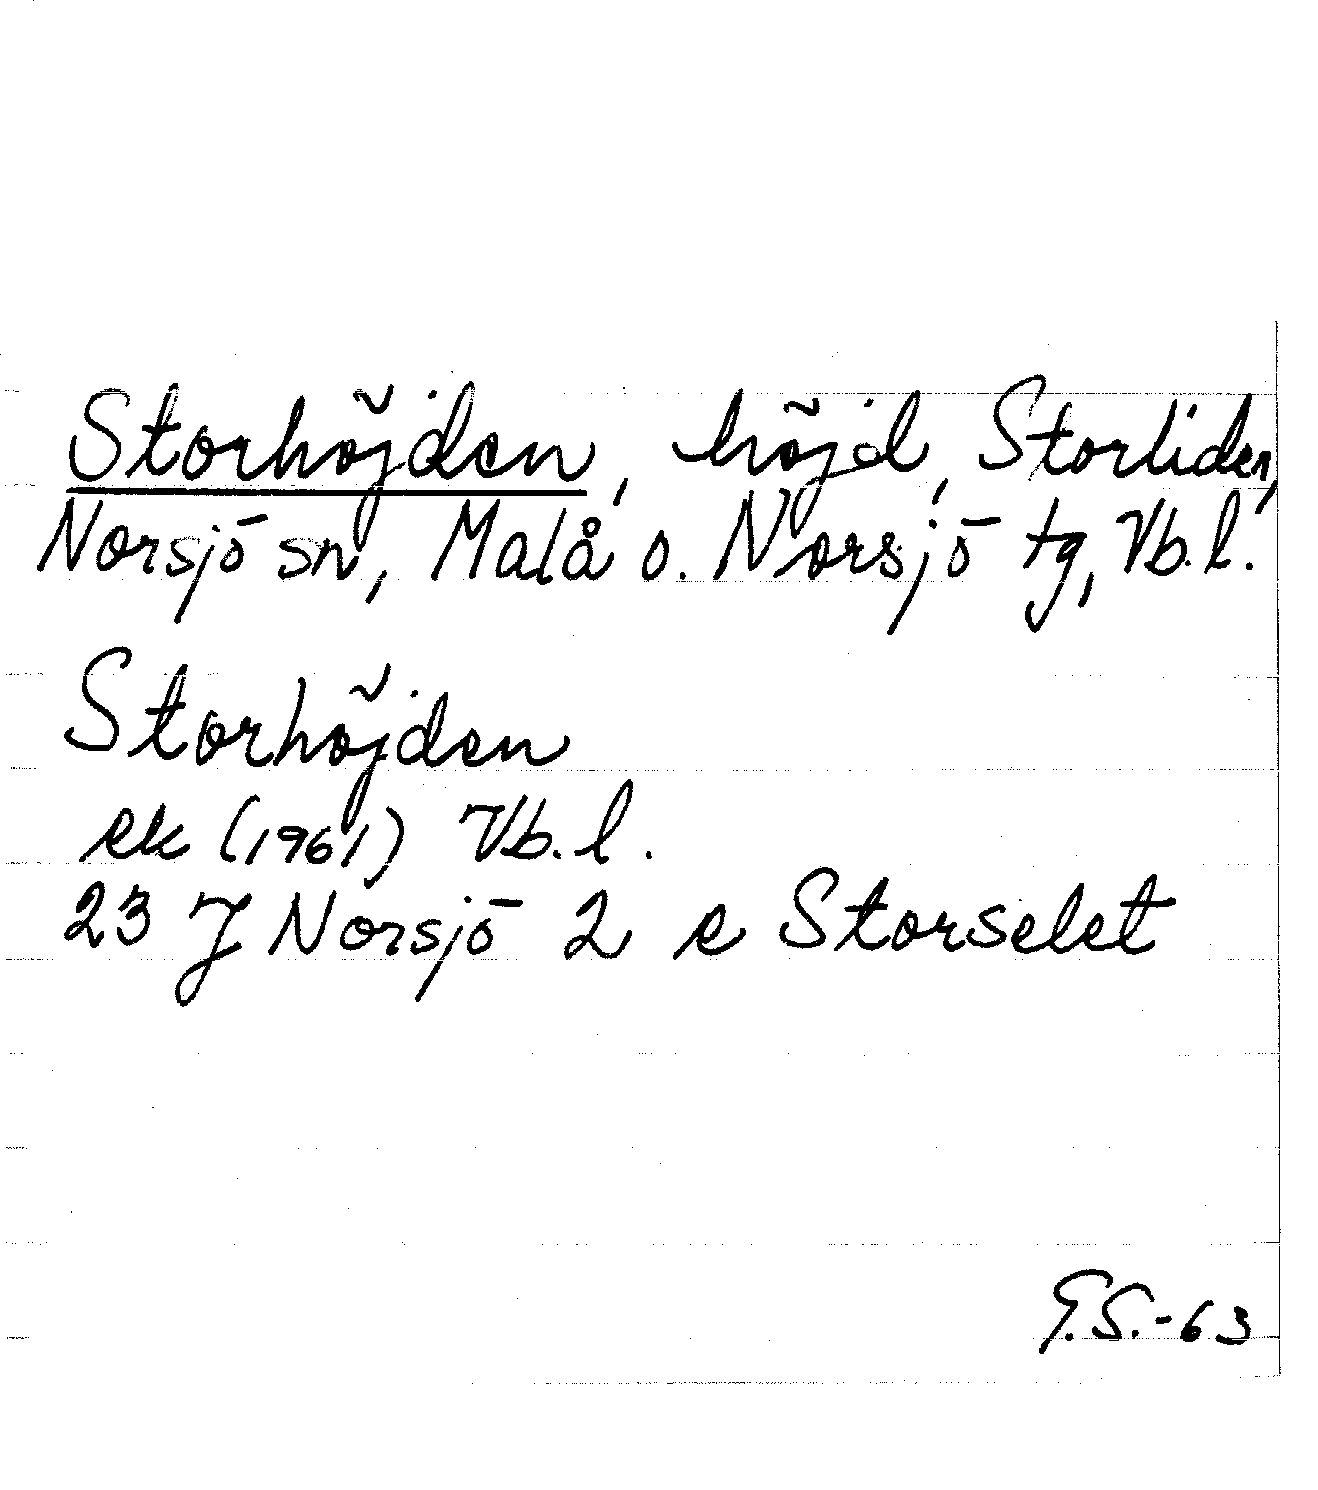 Storhöjden, höjd, Storliden,
Norsjö sn, Malå o. Norsjö tg, Vb.l.
Storhöjden
ek (1961) Vb.l.
23 J Norsjö 2 e Storselet
G.S.-63